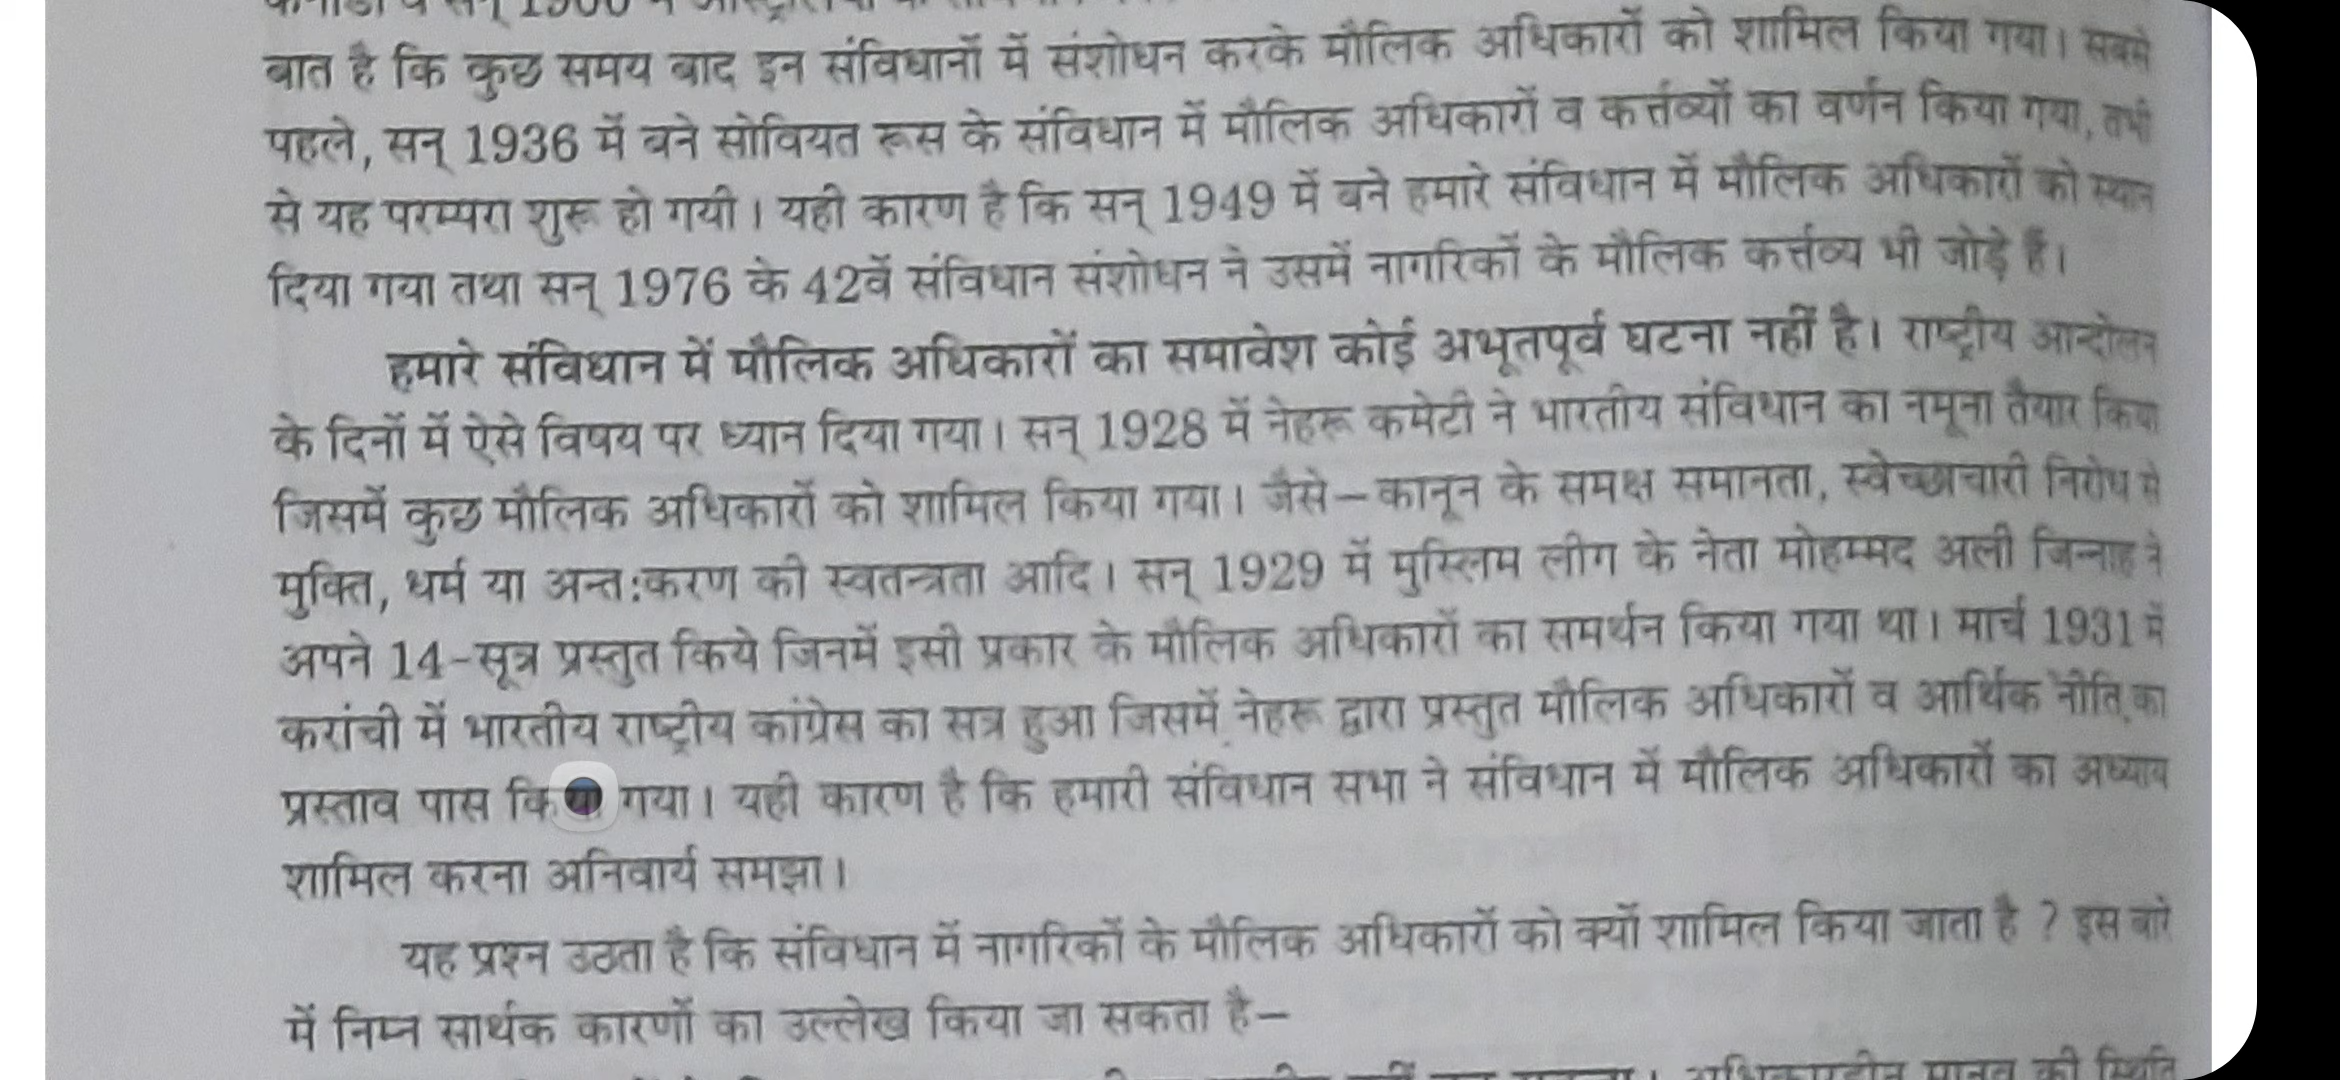 बात है कि कुछ समय बाद इन संविधानों में संशोधन करके मौलिक अधिकारों को शामिल किया गया। सबसे
पहले, सन् 1936 में बने सोवियत रूस के संविधान में मौलिक अधिकारों व कर्त्तव्यों का वर्णन किया गया, तभी
से यह परम्परा शुरू हो गयी। यही कारण है कि सन् 1949 में बने हमारे संविधान में मौलिक अधिकारों को स्थान
दिया गया तथा सन् 1976 के 42वें संविधान संशोधन ने उसमें नागरिकों के मौलिक कर्त्तव्य भी जोड़े हैं।
हमारे संविधान में मौलिक अधिकारों का समावेश कोई अभूतपूर्व घटना नहीं है। राष्ट्रीय आन्दोलन
के दिनों में ऐसे विषय पर ध्यान दिया गया। सन् 1928 में नेहरू कमेटी ने भारतीय संविधान का नमूना तैयार किया
जिसमें कुछ मौलिक अधिकारों को शामिल किया गया। जैसे—कानून के समक्ष समानता, स्वेच्छाचारी निरोध से
मुक्ति, धर्म या अन्त:करण की स्वतन्त्रता आदि। सन् 1929 में मुस्लिम लीग के नेता मोहम्मद अली जिन्नाह ने
अपने 14-सूत्र प्रस्तुत किये जिनमें इसी प्रकार के मौलिक अधिकारों का समर्थन किया गया था। मार्च 1931 में
करांची में भारतीय राष्ट्रीय कांग्रेस का सत्र हुआ जिसमें नेहरू द्वारा प्रस्तुत मौलिक अधिकारों व आर्थिक नीति का
प्रस्ताव पास किया गया। यही कारण है कि हमारी संविधान सभा ने संविधान में मौलिक अधिकारों का अध्याय
शामिल करना अनिवार्य समझा।
यह प्रश्न उठता है कि संविधान में नागरिकों के मौलिक अधिकारों को क्यों शामिल किया जाता है ? इस बारे
में निम्न सार्थक कारणों का उल्लेख किया जा सकता है—